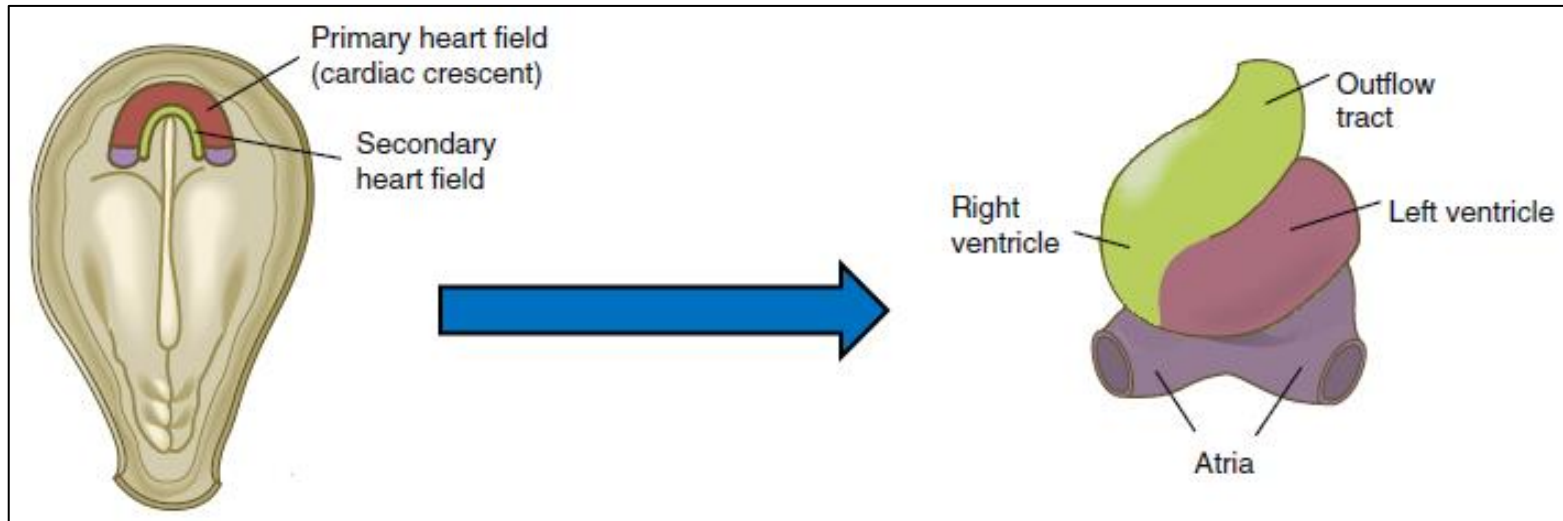 Primary heart field
(cardiac crescent)
Secondary
heart field
Outflow
tract
Right
ventricle
Left ventricle
Atria